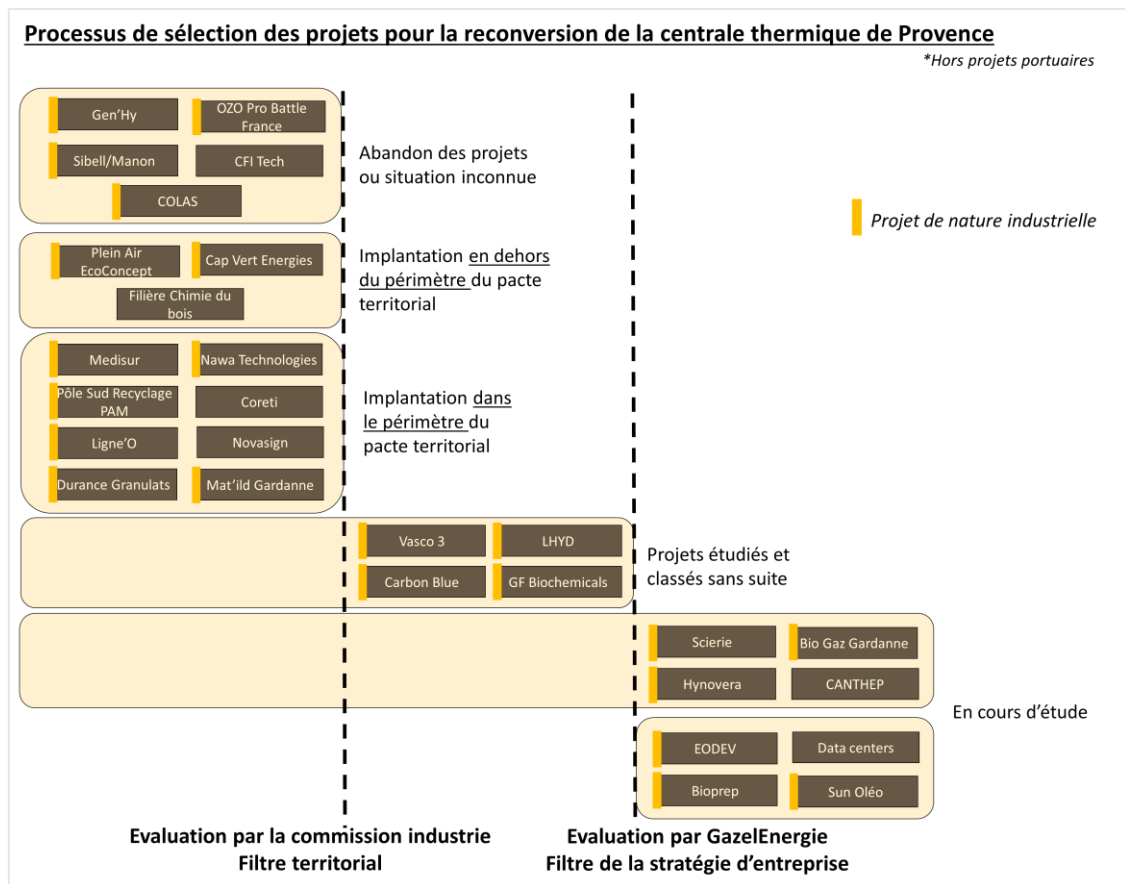 Processus de sélection des projets pour la reconversion de la centrale thermique de Provence
*Hors projets portuaires
Gen'Hy
OZO Pro Battle
France
Sibell/Manon
CFI Tech
COLAS
Abandon des projets
ou situation inconnue
Projet de nature industrielle
Plein Air
EcoConcept
Cap Vert Energies
Filière Chimie du
bois
Implantation en dehors
du périmètre du pacte
territorial
Medisur
Nawa Technologies
Pôle Sud Recyclage
PAM
Coreti
Ligne'O
Novasign
Durance Granulats
Mat'ild Gardanne
Implantation dans
le périmètre du
pacte territorial
Vasco 3
LHYD
Carbon Blue
GF Biochemicals
Projets étudiés et
classés sans suite
Scierie
Bio Gaz Gardanne
Hynovera
CANTHEP
En cours d'étude
EODEV
Data centers
Bioprep
Sun Oléo
Evaluation par la commission industrie
Filtre territorial
Evaluation par GazelEnergie
Filtre de la stratégie d'entreprise